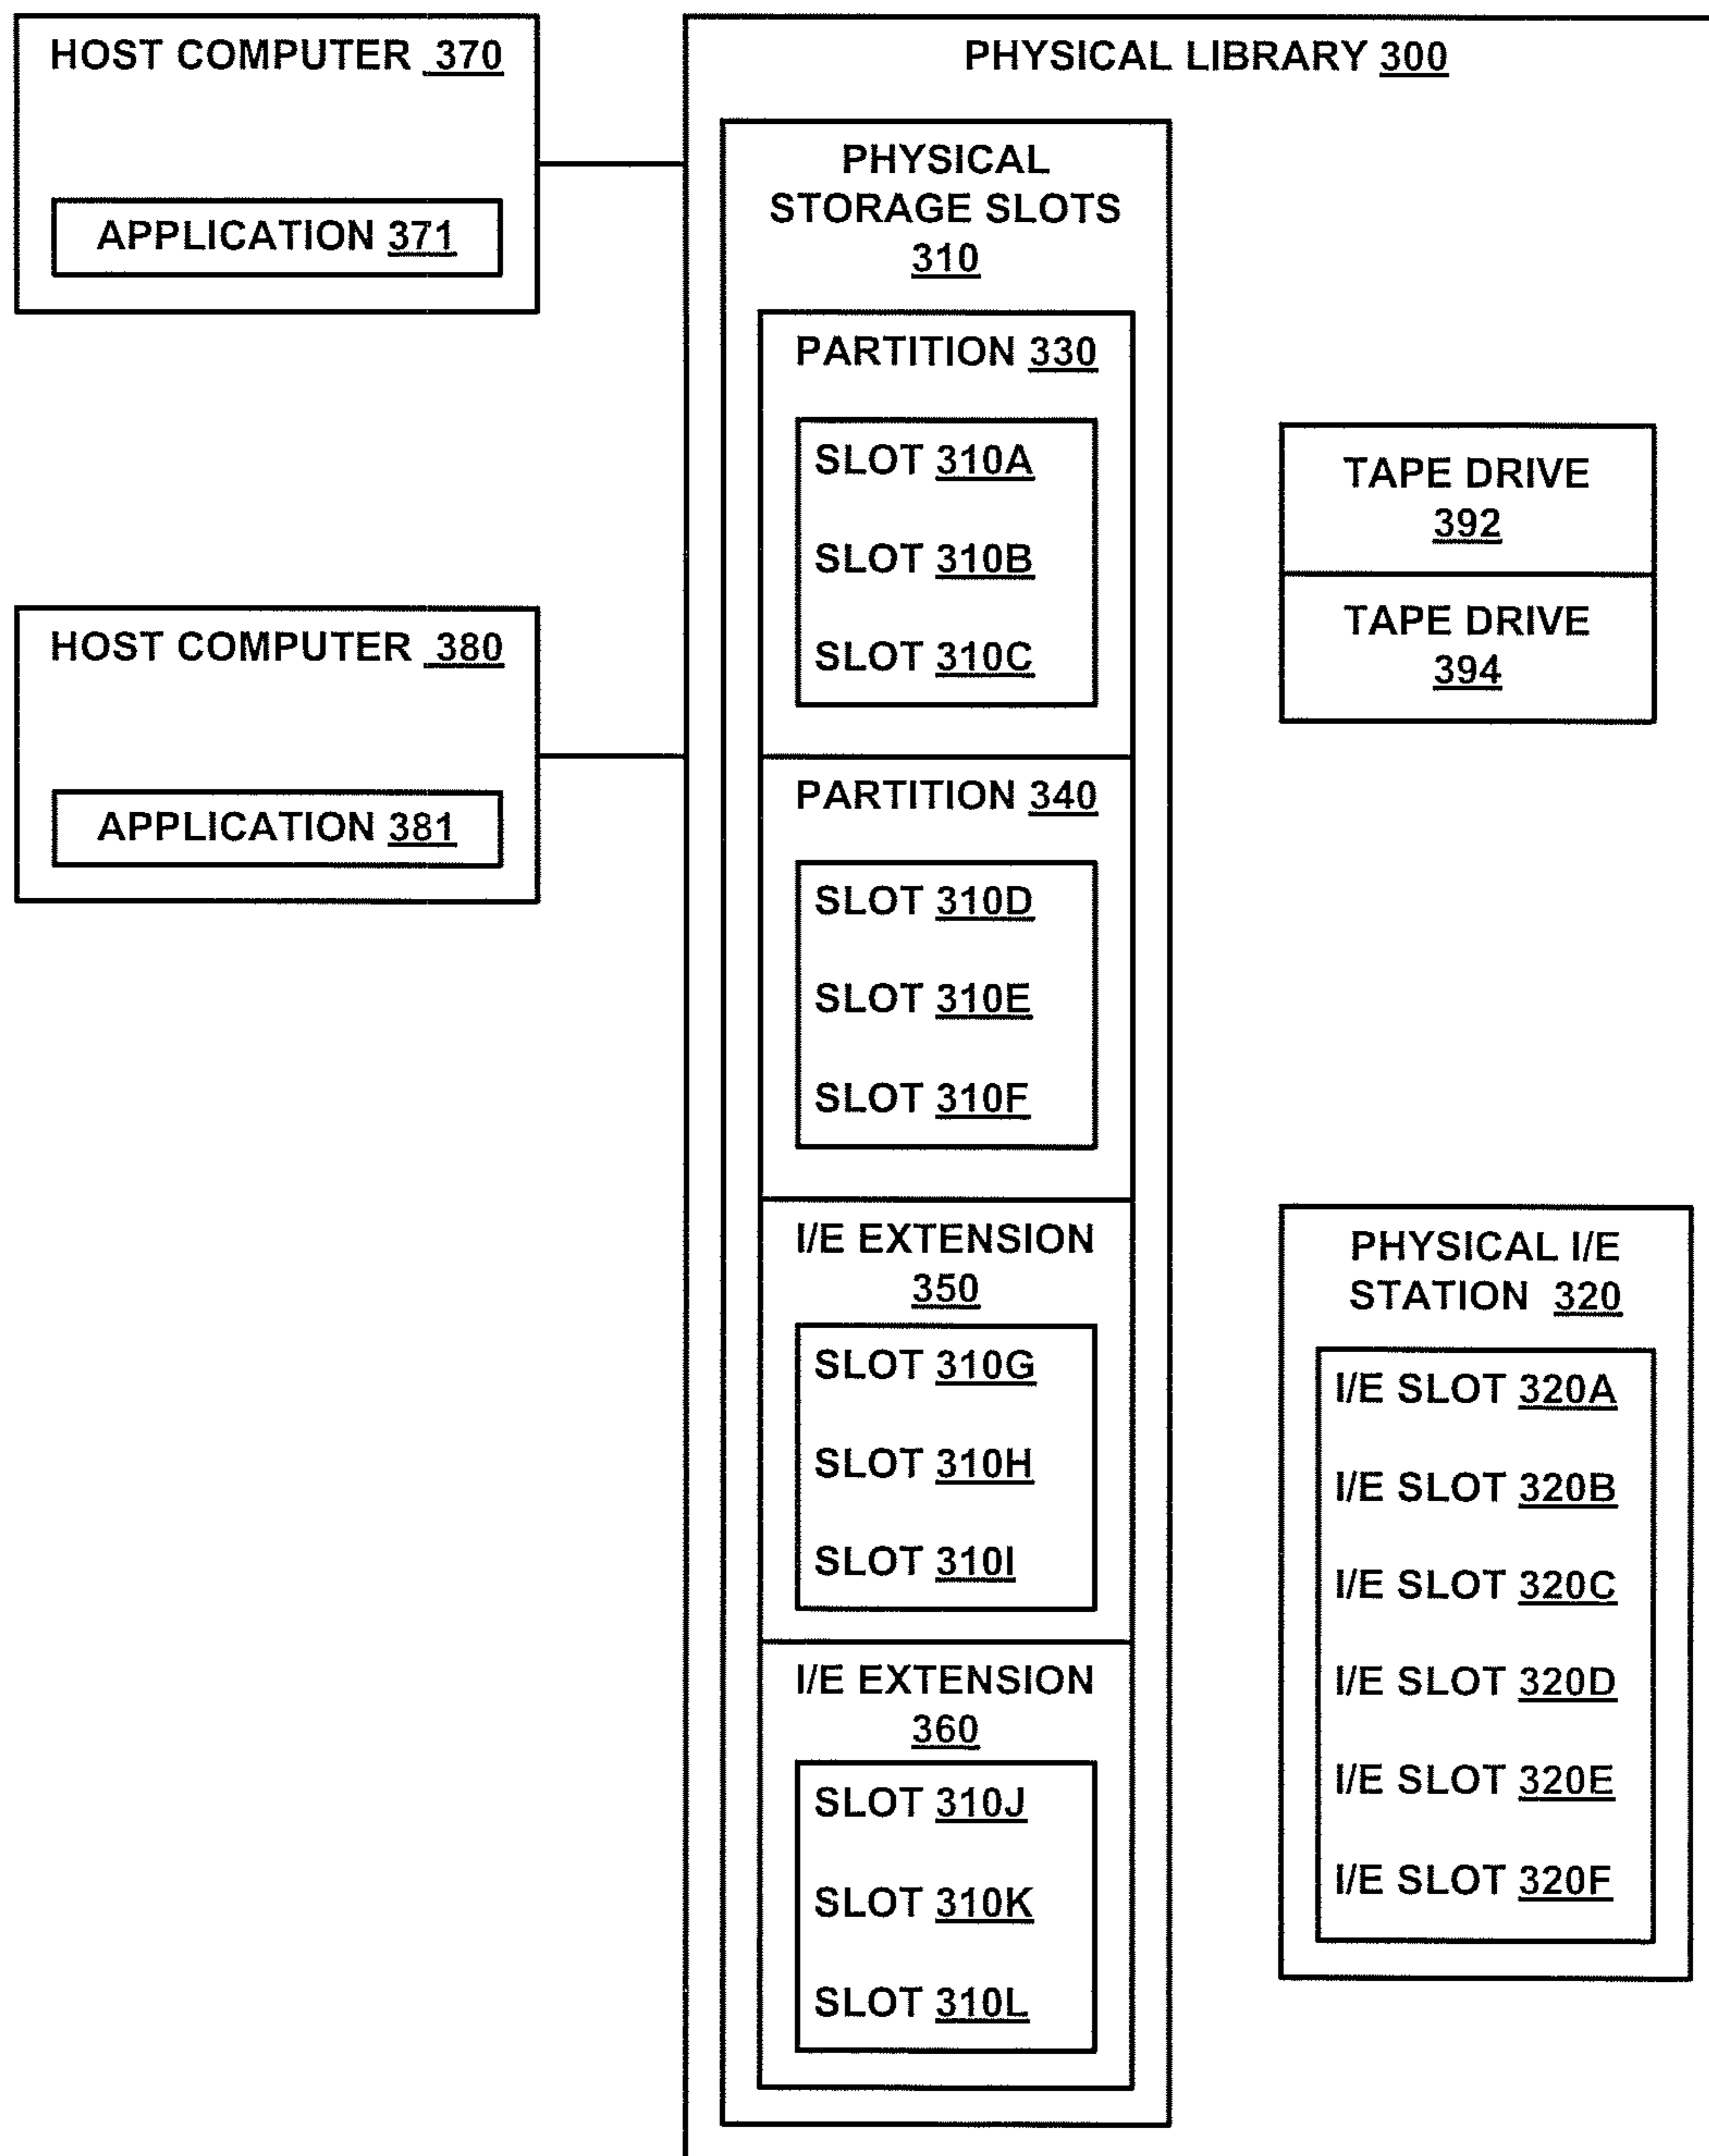 HOST COMPUTER 370
APPLICATION 371
HOST COMPUTER 380
APPLICATION 381
PHYSICAL LIBRARY 300
PHYSICAL
STORAGE SLOTS
310
PARTITION 330
SLOT 310A
SLOT 310B
SLOT 310C
PARTITION 340
SLOT 310D
SLOT 310E
SLOT 310F
I/E EXTENSION
350
SLOT 310G
SLOT 310H
SLOT 310I
I/E EXTENSION
360
SLOT 310J
SLOT 310K
SLOT 310L
TAPE DRIVE
392
TAPE DRIVE
394
PHYSICAL I/E
STATION 320
I/E SLOT 320A
I/E SLOT 320B
I/E SLOT 320C
I/E SLOT 320D
I/E SLOT 320E
I/E SLOT 320F